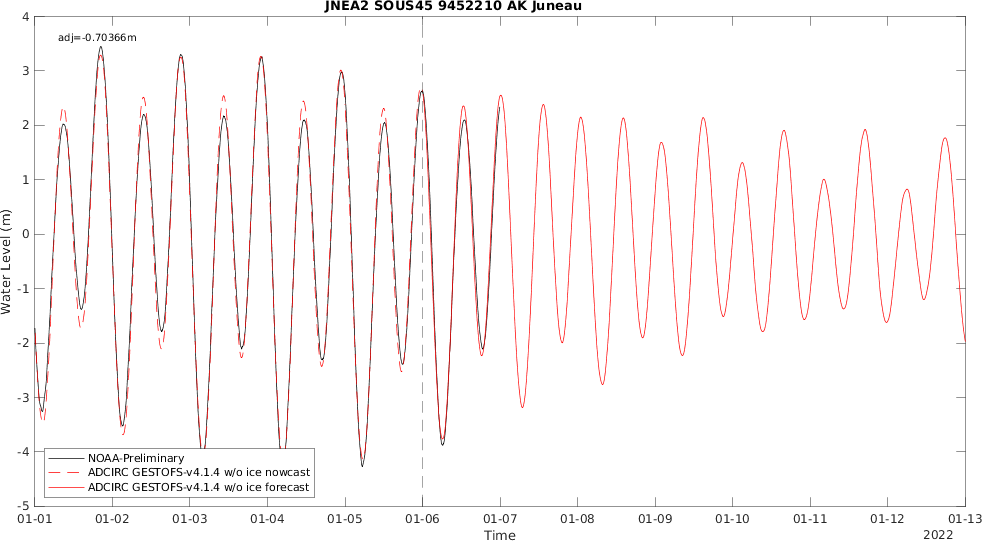 JNEA2 SOUS45 9452210 AK Juneau
adj=-0.70366m
4
3
2
1
0
-1
-2
-3
-4
-5
Water Level (m)
NOAA-Preliminary
ADCIRC GESTOFS-v4.1.4 w/o ice nowcast
ADCIRC GESTOFS-v4.1.4 w/o ice forecast
01-01 01-02 01-03 01-04 01-05 01-06 01-07 01-08 01-09 01-10 01-11 01-12 01-13
Time
2022